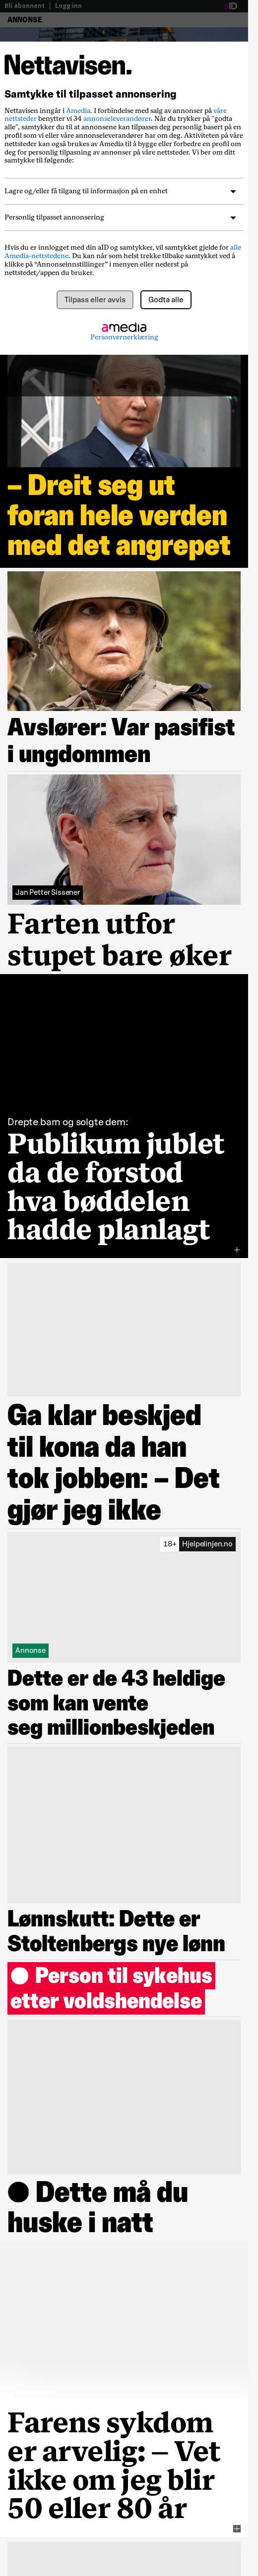 Bli abonnent | Logg inn
aID
ANNONSE
Nettavisen.
Samtykke til tilpasset annonsering
Nettavisen inngår i Amedia. I forbindelse med salg av annonser på våre
nettsteder benytter vi 34 annonseleverandører. Når du trykker på "godta
alle", samtykker du til at annonsene kan tilpasses deg personlig basert på en
profil som vi eller våre annonseleverandører har om deg. Aktiviteten på våre
nettsteder kan også brukes av Amedia til å bygge eller forbedre en profil om
deg for personlig tilpasning av annonser på våre nettsteder. Vi ber om ditt
samtykke til følgende:
Lagre og/eller få tilgang til informasjon på en enhet
Personlig tilpasset annonsering
Hvis du er innlogget med din aID og samtykker, vil samtykket gjelde for alle
Amedia-nettstedene. Du kan når som helst trekke tilbake samtykket ved å
klikke på “Annonseinnstillinger” i menyen eller nederst på
nettstedet/appen du bruker.
Tilpass eller avvis
Godta alle
amedia
Personvernerklæring
– Dreit seg ut
foran hele verden
med det angrepet
Avslører: Var pasifist
i ungdommen
Jan Petter Sissener
Farten utfor
stupet bare øker
Drepte barn og solgte dem:
Publikum jublet
da de forstod
hva bøddelen
hadde planlagt
Ga klar beskjed
til kona da han
tok jobben: – Det
gjør jeg ikke
18+ Hjelpelinjen.no
Annonse
Dette er de 43 heldige
som kan vente
seg millionbeskjeden
Lønnskutt: Dette er
Stoltenbergs nye lønn
Person til sykehus
etter voldshendelse
Dette må du
huske i natt
Farens sykdom
er arvelig: – Vet
ikke om jeg blir
50 eller 80 år